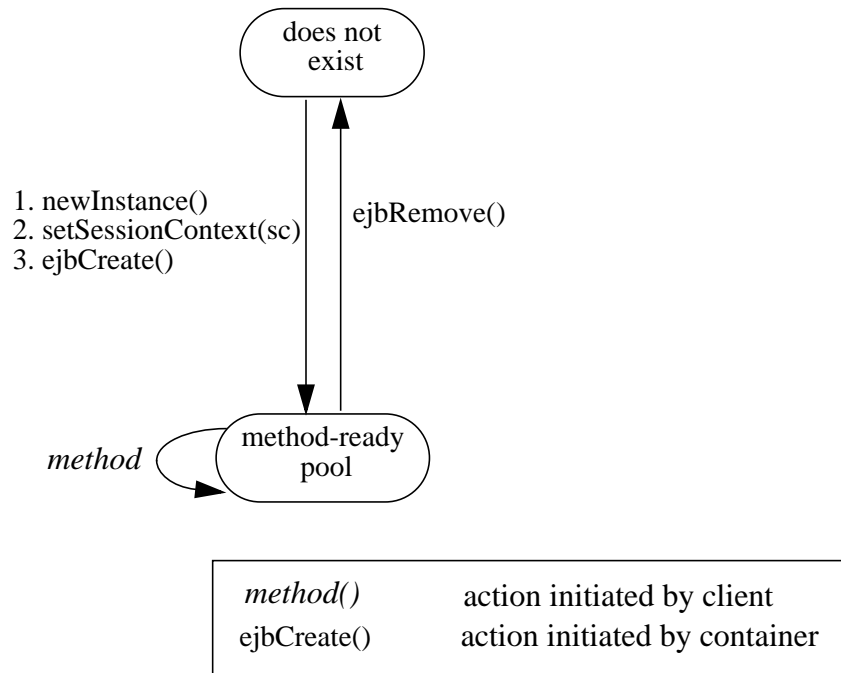 does not
exist
1. newInstance()
2. setSessionContext(sc)
3. ejbCreate()
ejbRemove()
method-ready
pool
method
method() action initiated by client
ejbCreate() action initiated by container